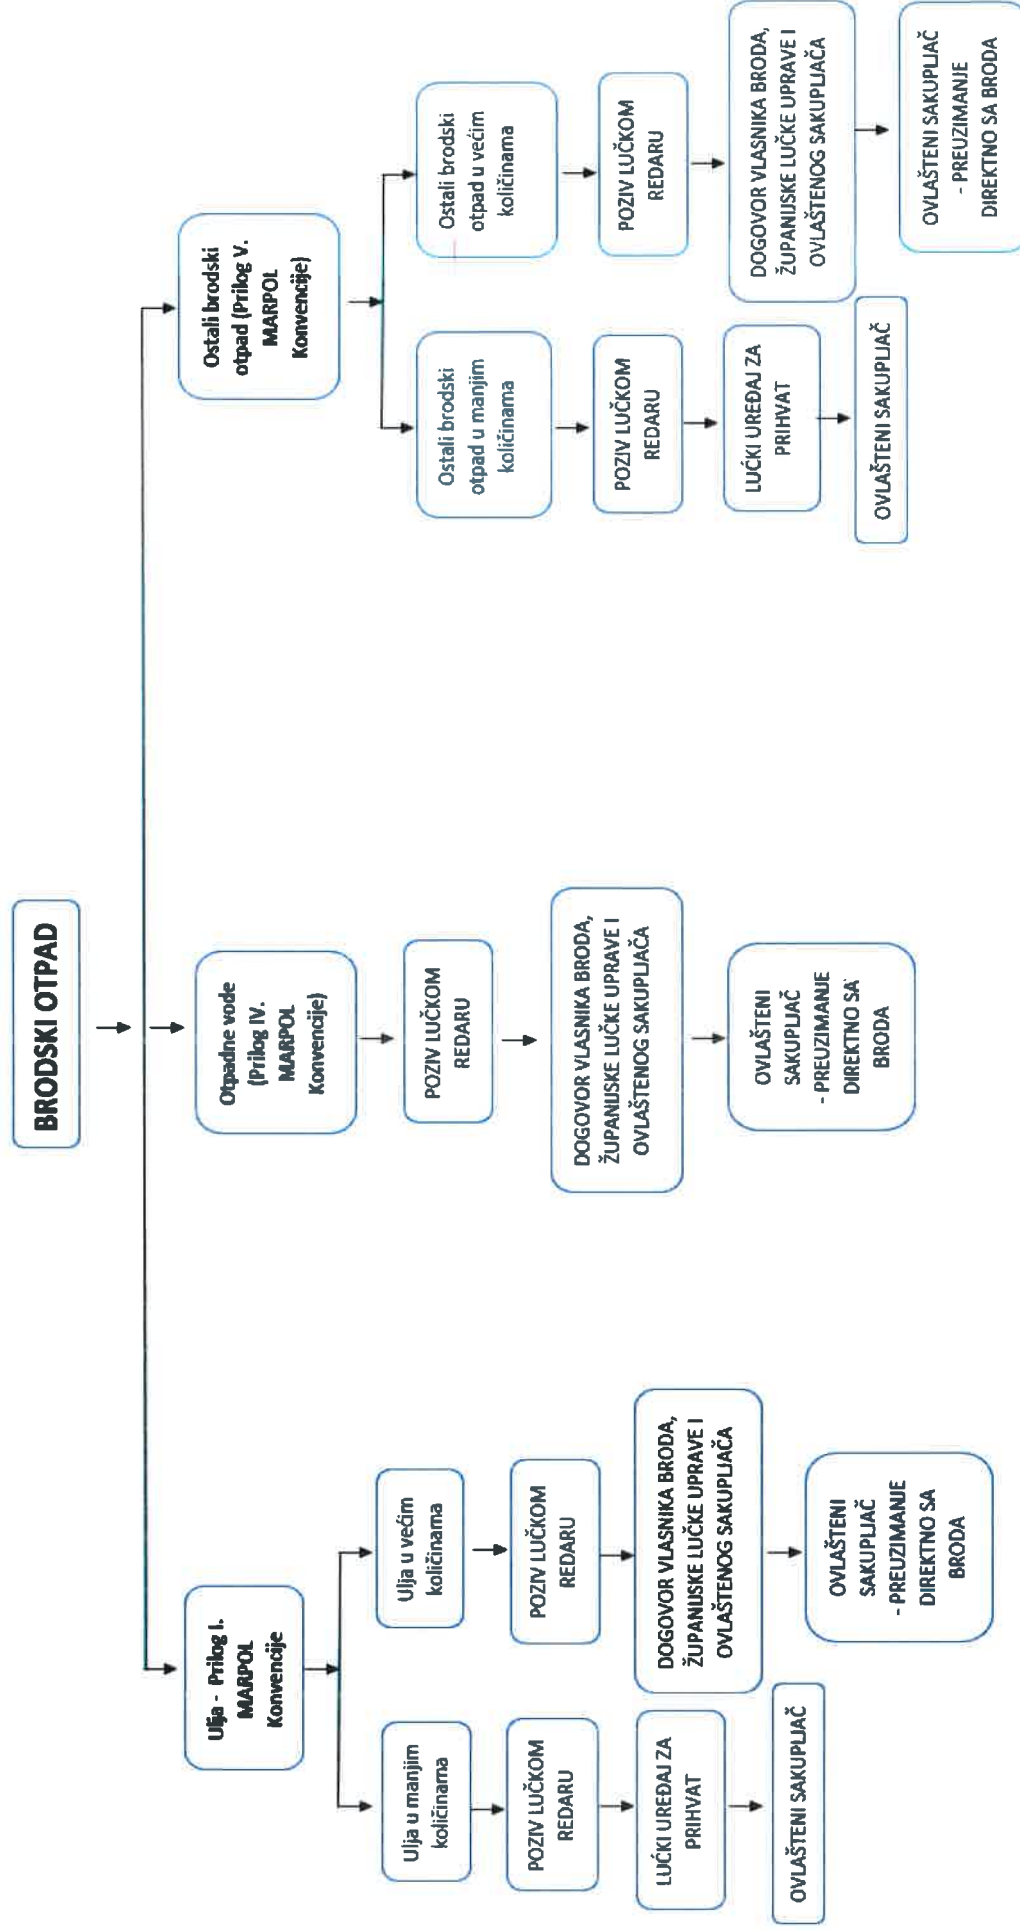 BRODSKI OTPAD
Ulja - Prilog I.
MARPOL
Konvencije
Ulja u manjim
količinama
POZIV LUČKOM
REDARU
LUĆKI UREĐAJ ZA
PRIHVAT
OVLAŠTENI SAKUPLJAČ
Ulja u većim
količinama
POZIV LUČKOM
REDARU
DOGOVOR VLASNIKA BRODA,
ŽUPANIJSKE LUČKE UPRAVE I
OVLAŠTENOG SAKUPLJAČA
OVLAŠTENI
SAKUPLJAČ
- PREUZIMANJE
DIREKTNO SA
BRODA
Otpadne vode
(Prilog IV.
MARPOL
Konvencije)
POZIV LUČKOM
REDARU
DOGOVOR VLASNIKA BRODA,
ŽUPANIJSKE LUČKE UPRAVE I
OVLAŠTENOG SAKUPLJAČA
OVLAŠTENI
SAKUPLJAČ
- PREUZIMANJE
DIREKTNO SA
BRODA
Ostali brodski
otpad (Prilog V.
MARPOL
Konvencije)
Ostali brodski
otpad u manjim
količinama
POZIV LUČKOM
REDARU
LUĆKI UREĐAJ ZA
PRIHVAT
OVLAŠTENI SAKUPLJAČ
Ostali brodski
otpad u većim
količinama
POZIV LUČKOM
REDARU
DOGOVOR VLASNIKA BRODA,
ŽUPANIJSKE LUČKE UPRAVE I
OVLAŠTENOG SAKUPLJAČA
OVLAŠTENI SAKUPLJAČ
- PREUZIMANJE
DIREKTNO SA BRODA